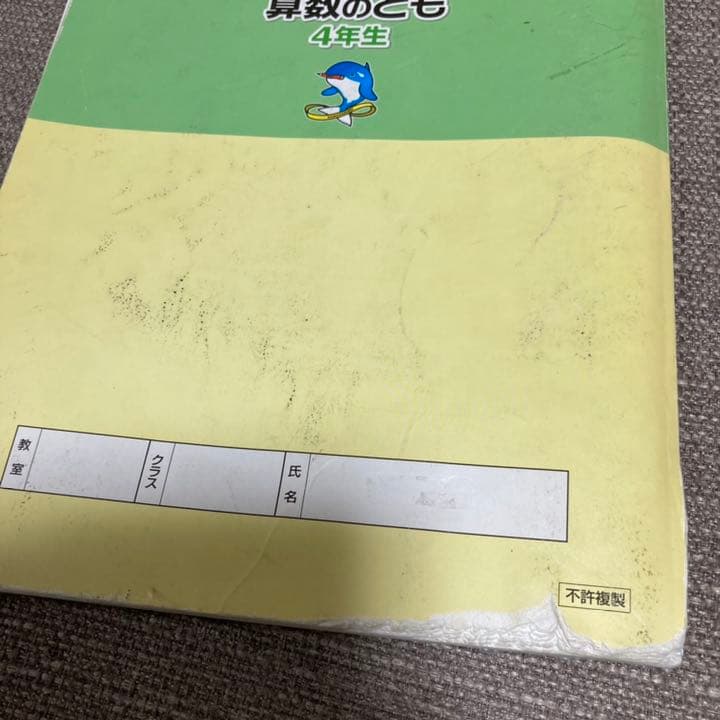 算数のとも
4年生
教室
クラス
氏名
不許複製